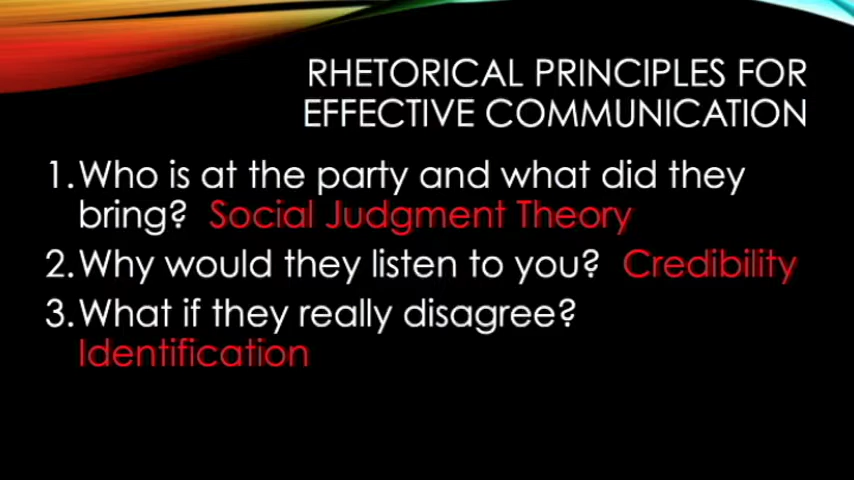 RHETORICAL PRINCIPLES FOR
EFFECTIVE COMMUNICATION
1. Who is at the party and what did they
bring? Social Judgment Theory
2. Why would they listen to you? Credibility
3. What if they really disagree?
Identification